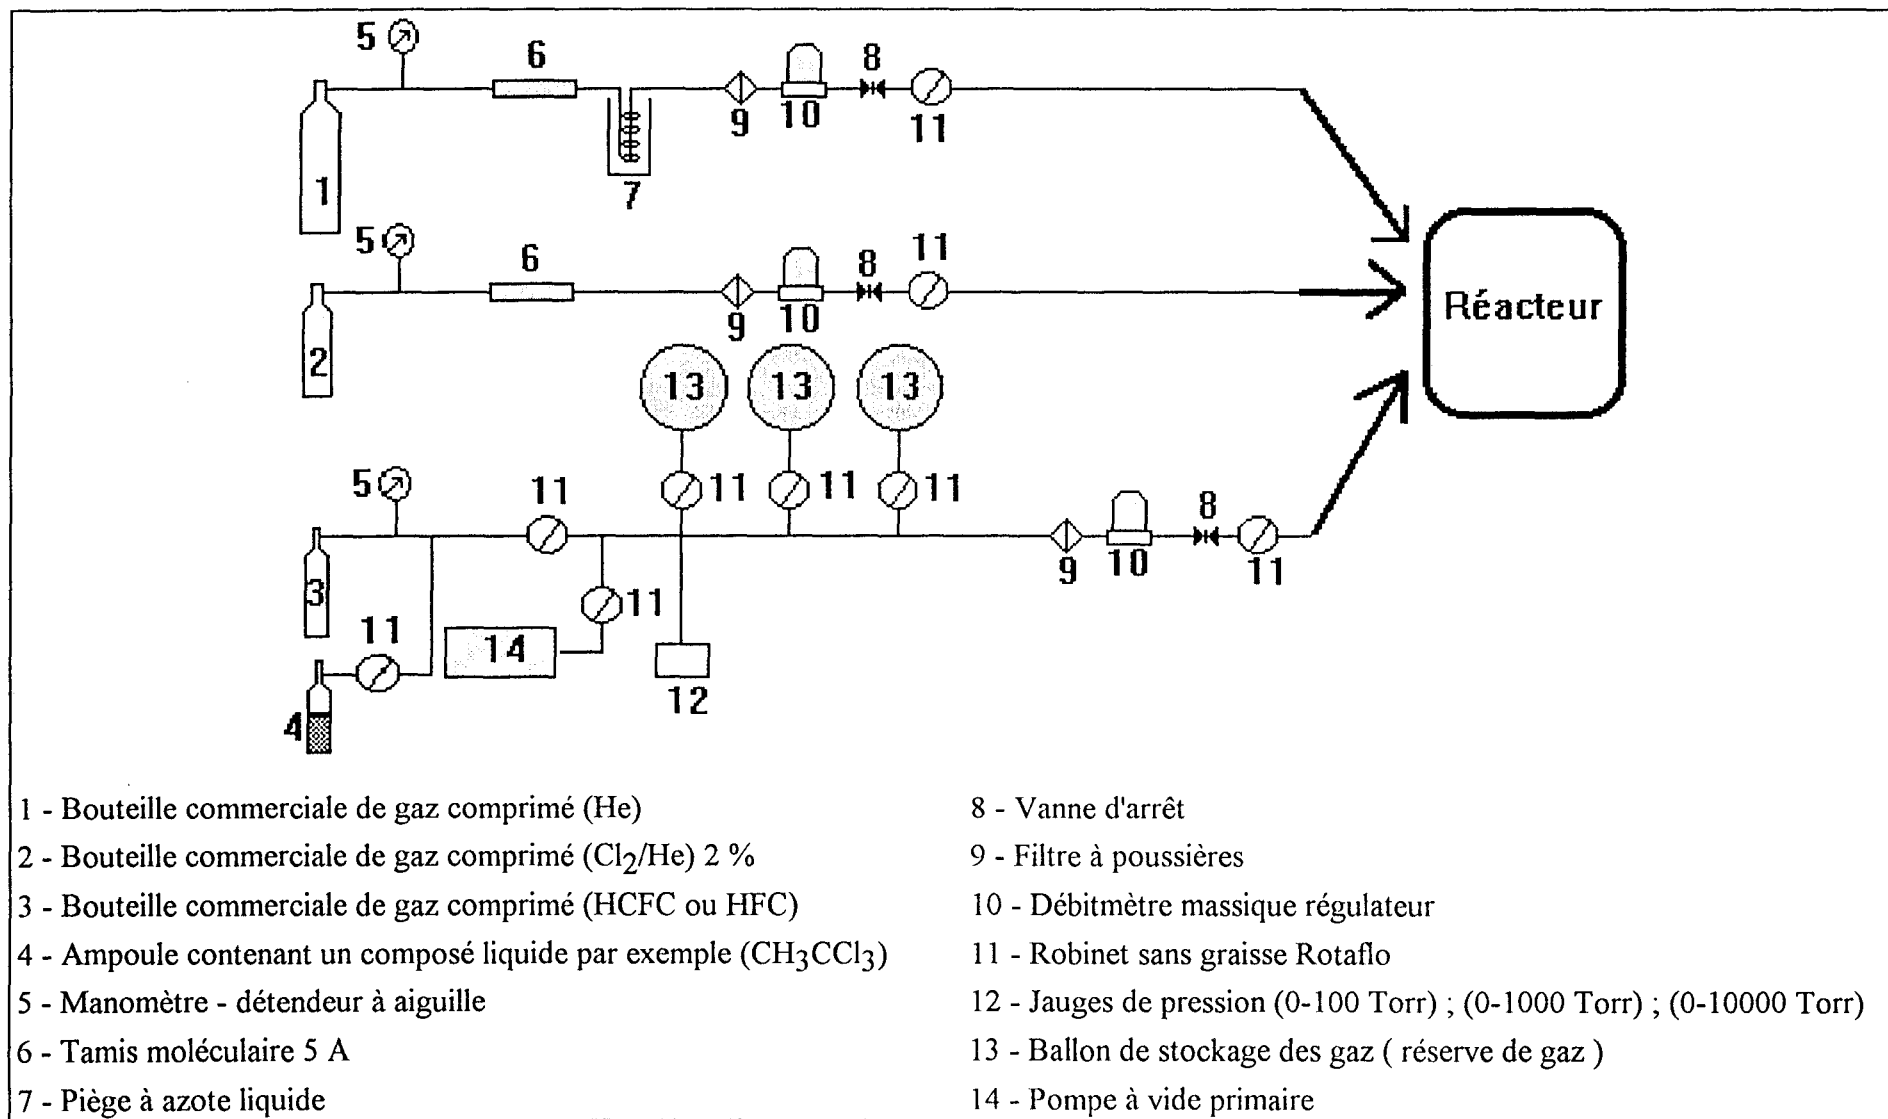 5
6
8
1
7
9
10
11
5
6
8
11
2
9
10
Réacteur
13 13 13
5
11
11
11
11
8
3
11
11
9
10
11
14
12
4
1 - Bouteille commerciale de gaz comprimé (He)
2 - Bouteille commerciale de gaz comprimé (Cl2/He) 2 %
3 - Bouteille commerciale de gaz comprimé (HCFC ou HFC)
4 - Ampoule contenant un composé liquide par exemple (CH3CCl3)
5 - Manomètre - détendeur à aiguille
6 - Tamis moléculaire 5 A
7 - Piège à azote liquide
8 - Vanne d'arrêt
9 - Filtre à poussières
10 - Débitmètre massique régulateur
11 - Robinet sans graisse Rotaflo
12 - Jauges de pression (0-100 Torr) ; (0-1000 Torr) ; (0-10000 Torr)
13 - Ballon de stockage des gaz ( réserve de gaz )
14 - Pompe à vide primaire